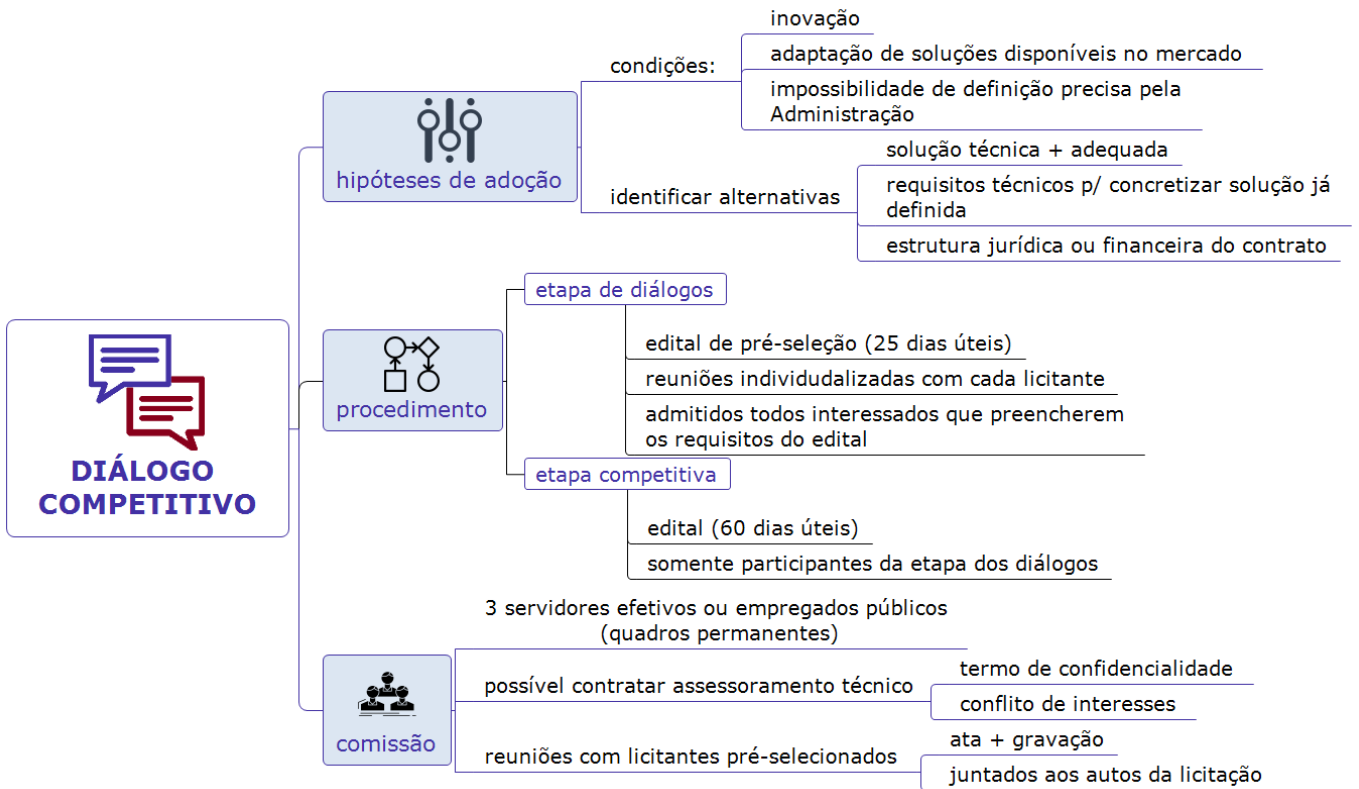 DIÁLOGO
COMPETITIVO
hipóteses de adoção
condições:
inovação
adaptação de soluções disponíveis no mercado
impossibilidade de definição precisa pela
Administração
identificar alternativas
solução técnica + adequada
requisitos técnicos p/ concretizar solução já
definida
estrutura jurídica ou financeira do contrato
procedimento
etapa de diálogos
edital de pré-seleção (25 dias úteis)
reuniões individudalizadas com cada licitante
admitidos todos interessados que preencherem
os requisitos do edital
etapa competitiva
edital (60 dias úteis)
somente participantes da etapa dos diálogos
comissão
3 servidores efetivos ou empregados públicos
(quadros permanentes)
possível contratar assessoramento técnico
termo de confidencialidade
conflito de interesses
reuniões com licitantes pré-selecionados
ata + gravação
juntados aos autos da licitação